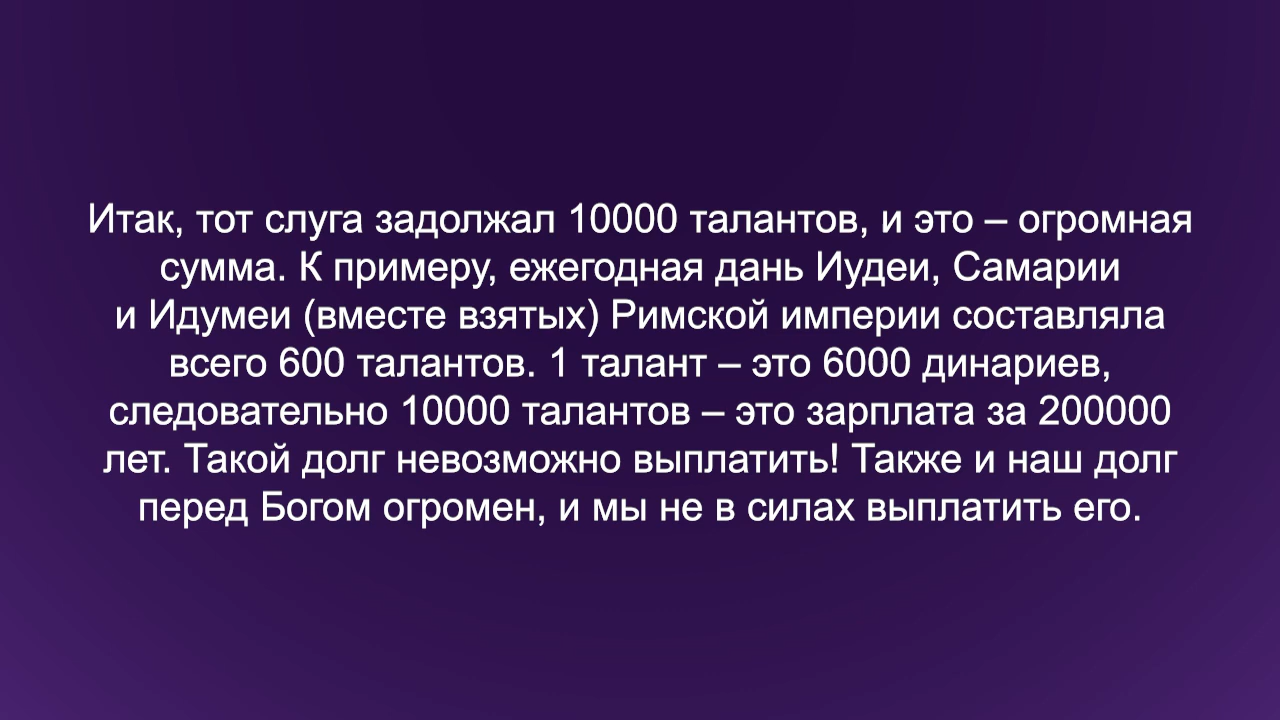 Итак, тот слуга задолжал 10000 талантов, и это – огромная
сумма. К примеру, ежегодная дань Иудеи, Самарии
и Идумеи (вместе взятых) Римской империи составляла
всего 600 талантов. 1 талант – это 6000 динариев,
следовательно 10000 талантов – это зарплата за 200000
лет. Такой долг невозможно выплатить! Также и наш долг
перед Богом огромен, и мы не в силах выплатить его.